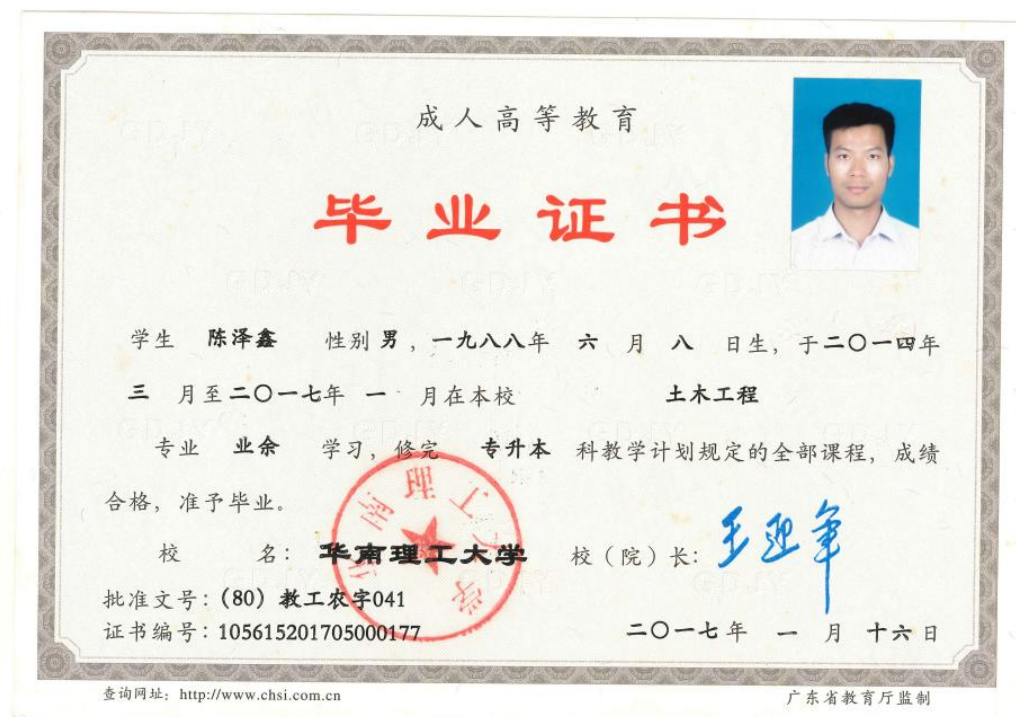 成人高等教育
毕业证书
学生 陈泽鑫 性别 男，一九八八年 六 月 八 日生，于二〇一四年
三 月至二〇一七年 一 月在本校 土木工程
专业 业余 学习，修完 专升本 科教学计划规定的全部课程，成绩
合格，准予毕业。
校 名：华南理工大学 校（院）长：王迎军
批准文号：(80) 教工农字041
证书编号：105615201705000177 二〇一七年 一 月 十六日
查询网址：http://www.chsi.com.cn 广东省教育厅监制
华南理工大学